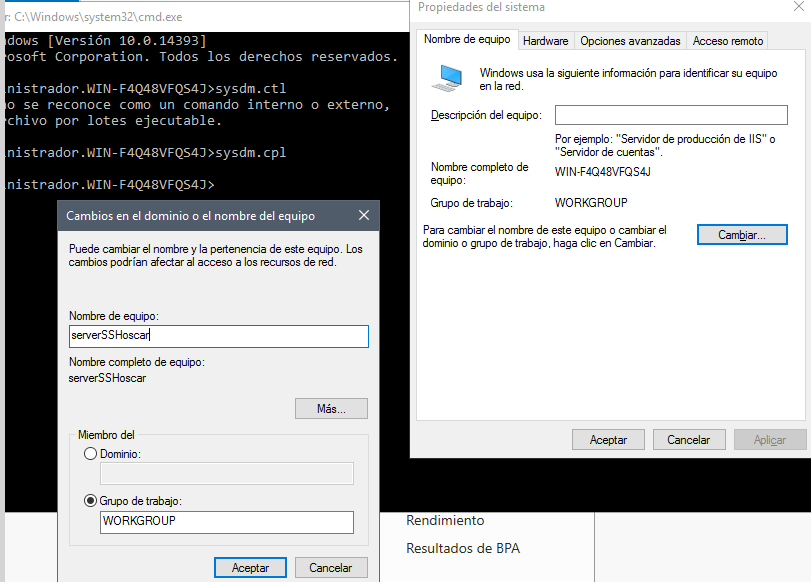 r: C:\Windows\system32\cmd.exe
ndows [Versión 10.0.14393]
rosoft Corporation. Todos los derechos reservados.
nistrador.WIN-F4Q48VFQS4J>sysdm.ctl
no se reconoce como un comando interno o externo,
rchivo por lotes ejecutable.
nistrador.WIN-F4Q48VFQS4J>sysdm.cpl
nistrador.WIN-F4Q48VFQS4J>
Propiedades del sistema
Nombre de equipo Hardware Opciones avanzadas Acceso remoto
Windows usa la siguiente información para identificar su equipo
en la red.
Descripción del equipo:
Por ejemplo: "Servidor de producción de IIS" o
"Servidor de cuentas".
Nombre completo de
equipo:
WIN-F4Q48VFQS4J
Grupo de trabajo:
WORKGROUP
Para cambiar el nombre de este equipo o cambiar el
dominio o grupo de trabajo, haga clic en Cambiar.
Cambiar...
Aceptar Cancelar Aplicar
Cambios en el dominio o el nombre del equipo
Puede cambiar el nombre y la pertenencia de este equipo. Los
cambios podrían afectar al acceso a los recursos de red.
Nombre de equipo:
serverSSHoscar
Nombre completo de equipo:
serverSSHoscar
Más...
Miembro del
Dominio:
Grupo de trabajo:
WORKGROUP
Aceptar Cancelar
Rendimiento
Resultados de BPA